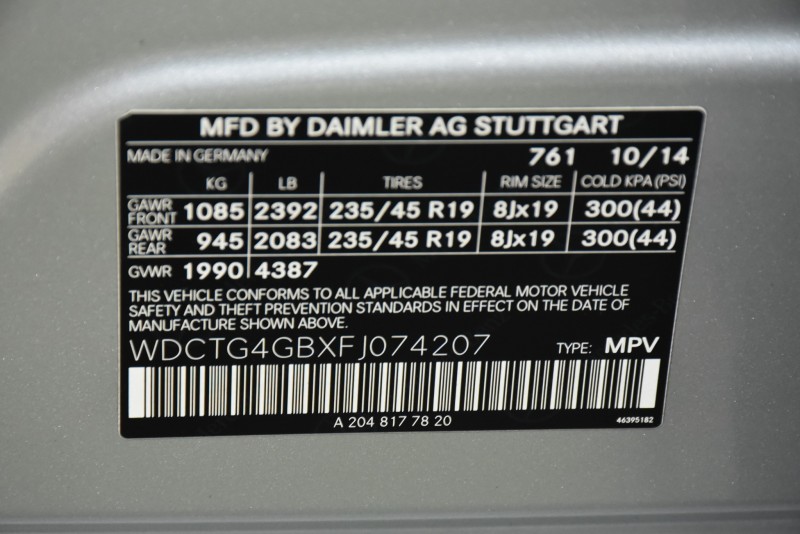 MFD BY DAIMLER AG STUTTGART
MADE IN GERMANY 761 10/14
KG LB TIRES RIM SIZE COLD KPA (PSI)
GAWR FRONT 1085 2392 235/45 R19 8Jx19 300(44)
GAWR REAR 945 2083 235/45 R19 8Jx19 300(44)
GVWR 1990 4387
THIS VEHICLE CONFORMS TO ALL APPLICABLE FEDERAL MOTOR VEHICLE
SAFETY AND THEFT PREVENTION STANDARDS IN EFFECT ON THE DATE OF
MANUFACTURE SHOWN ABOVE.
WDCTG4GBXFJ074207 TYPE: MPV
A 204 817 78 20 46395182